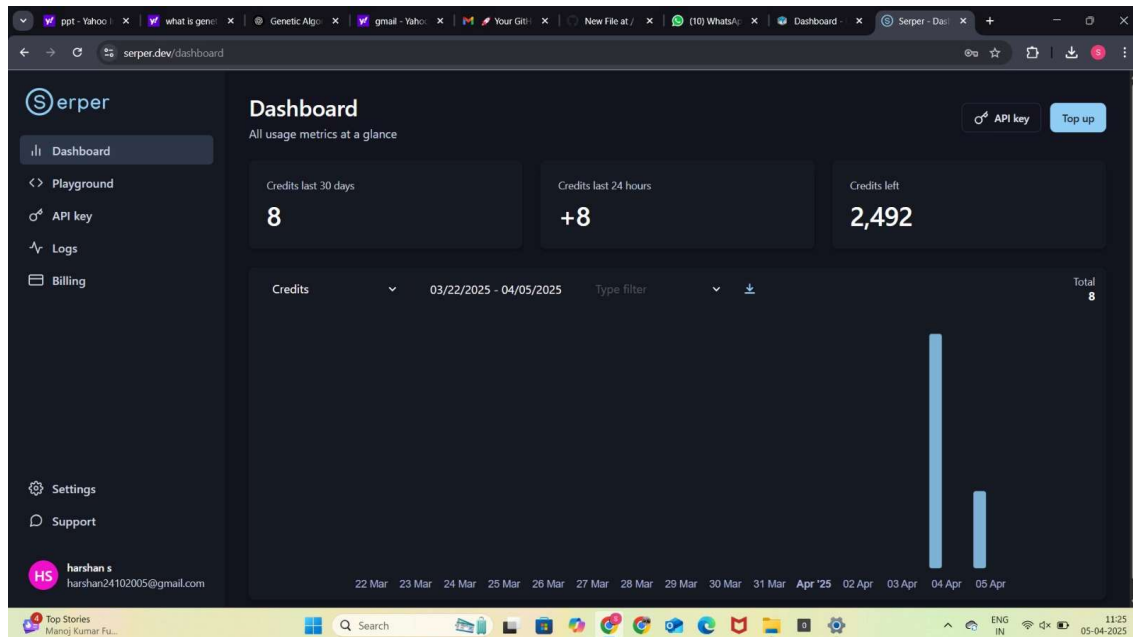 ppt - Yahoo I
what is genet
Genetic Algo
gmail - Yaho
Your GitH
New File at /
(10) WhatsAp
Dashboard -
Serper - Das
serper.dev/dashboard
S
Serper
Dashboard
Playground
API key
Logs
Billing
Settings
Support
HS
harshan s
harshan24102005@gmail.com
Dashboard
All usage metrics at a glance
API key
Top up
Credits last 30 days
8
Credits last 24 hours
+8
Credits left
2,492
Credits
03/22/2025 - 04/05/2025
Type filter
Total
8
22 Mar 23 Mar 24 Mar 25 Mar 26 Mar 27 Mar 28 Mar 29 Mar 30 Mar 31 Mar Apr '25 02 Apr 03 Apr 04 Apr 05 Apr
4
Top Stories
Manoj Kumar Fu...
Search
ENG
IN
11:25
05-04-2025